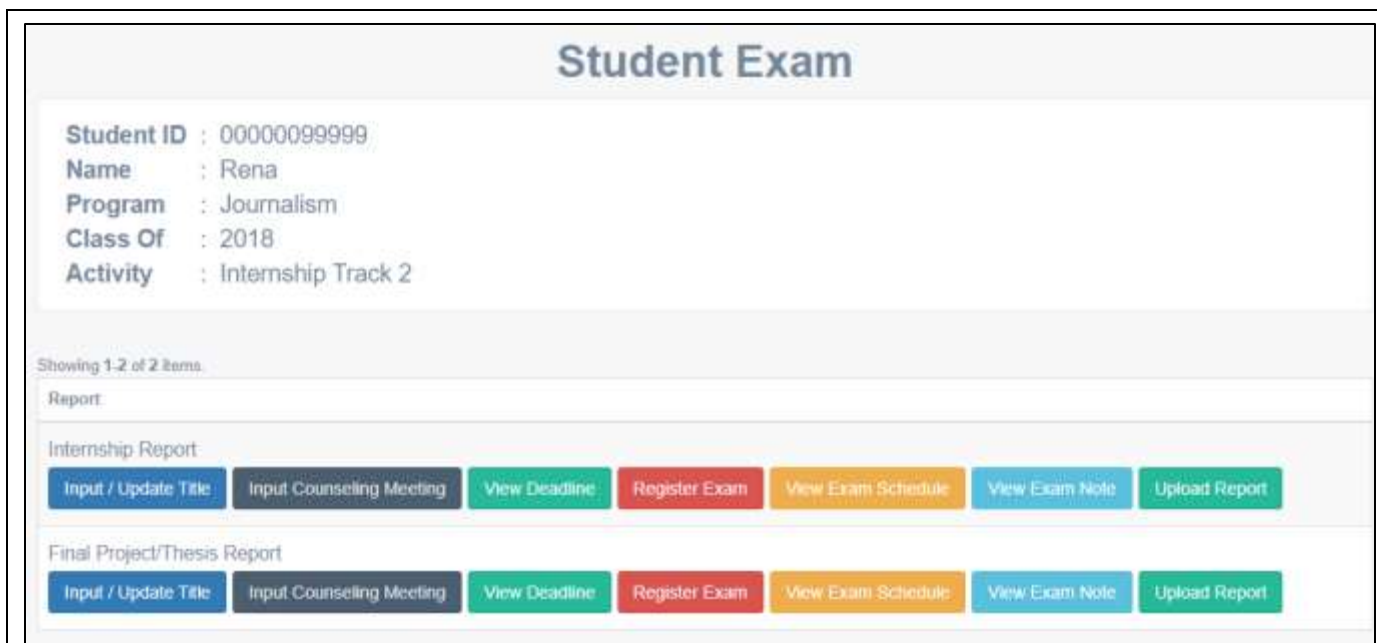 Student Exam
Student ID : 00000099999
Name : Rena
Program : Journalism
Class Of : 2018
Activity : Internship Track 2
Showing 1-2 of 2 items.
Report
Internship Report
Input / Update Title Input Counseling Meeting View Deadline Register Exam View Exam Schedule View Exam Note Upload Report
Final Project/Thesis Report
Input / Update Title Input Counseling Meeting View Deadline Register Exam View Exam Schedule View Exam Note Upload Report